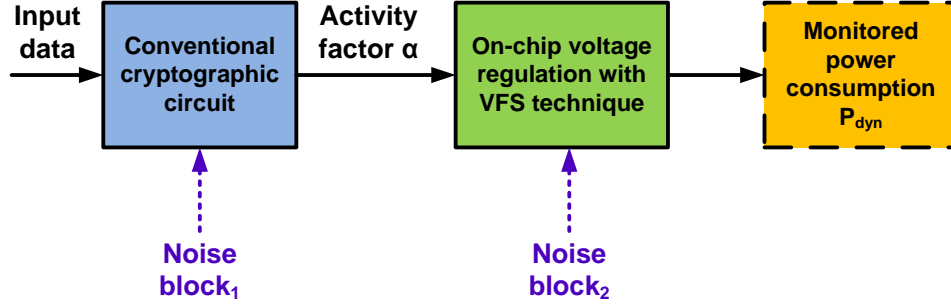 Input
data
Conventional
cryptographic
circuit
Activity
factor α
On-chip voltage
regulation with
VFS technique
Monitored
power
consumption
P_dyn
Noise
block₁
Noise
block₂